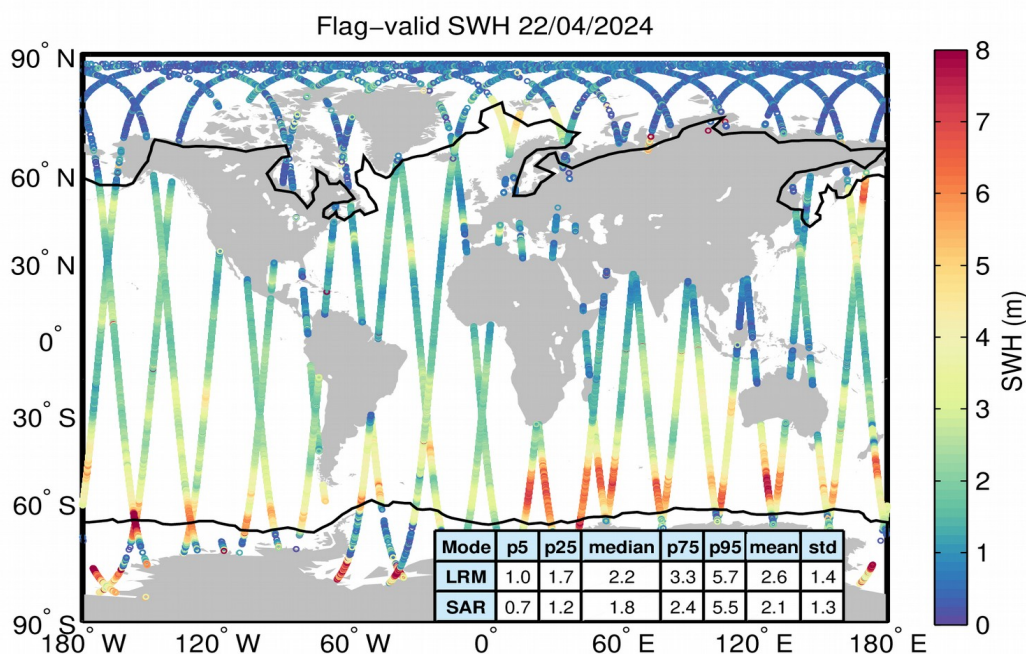 Flag-valid SWH 22/04/2024
90° N
60° N
30° N
0°
30° S
60° S
90° S
180° W
120° W
60° W
0°
60° E
120° E
180° E
Mode p5 p25 median p75 p95 mean std
LRM 1.0 1.7 2.2 3.3 5.7 2.6 1.4
SAR 0.7 1.2 1.8 2.4 5.5 2.1 1.3
8
7
6
5
4
3
2
1
0
SWH (m)